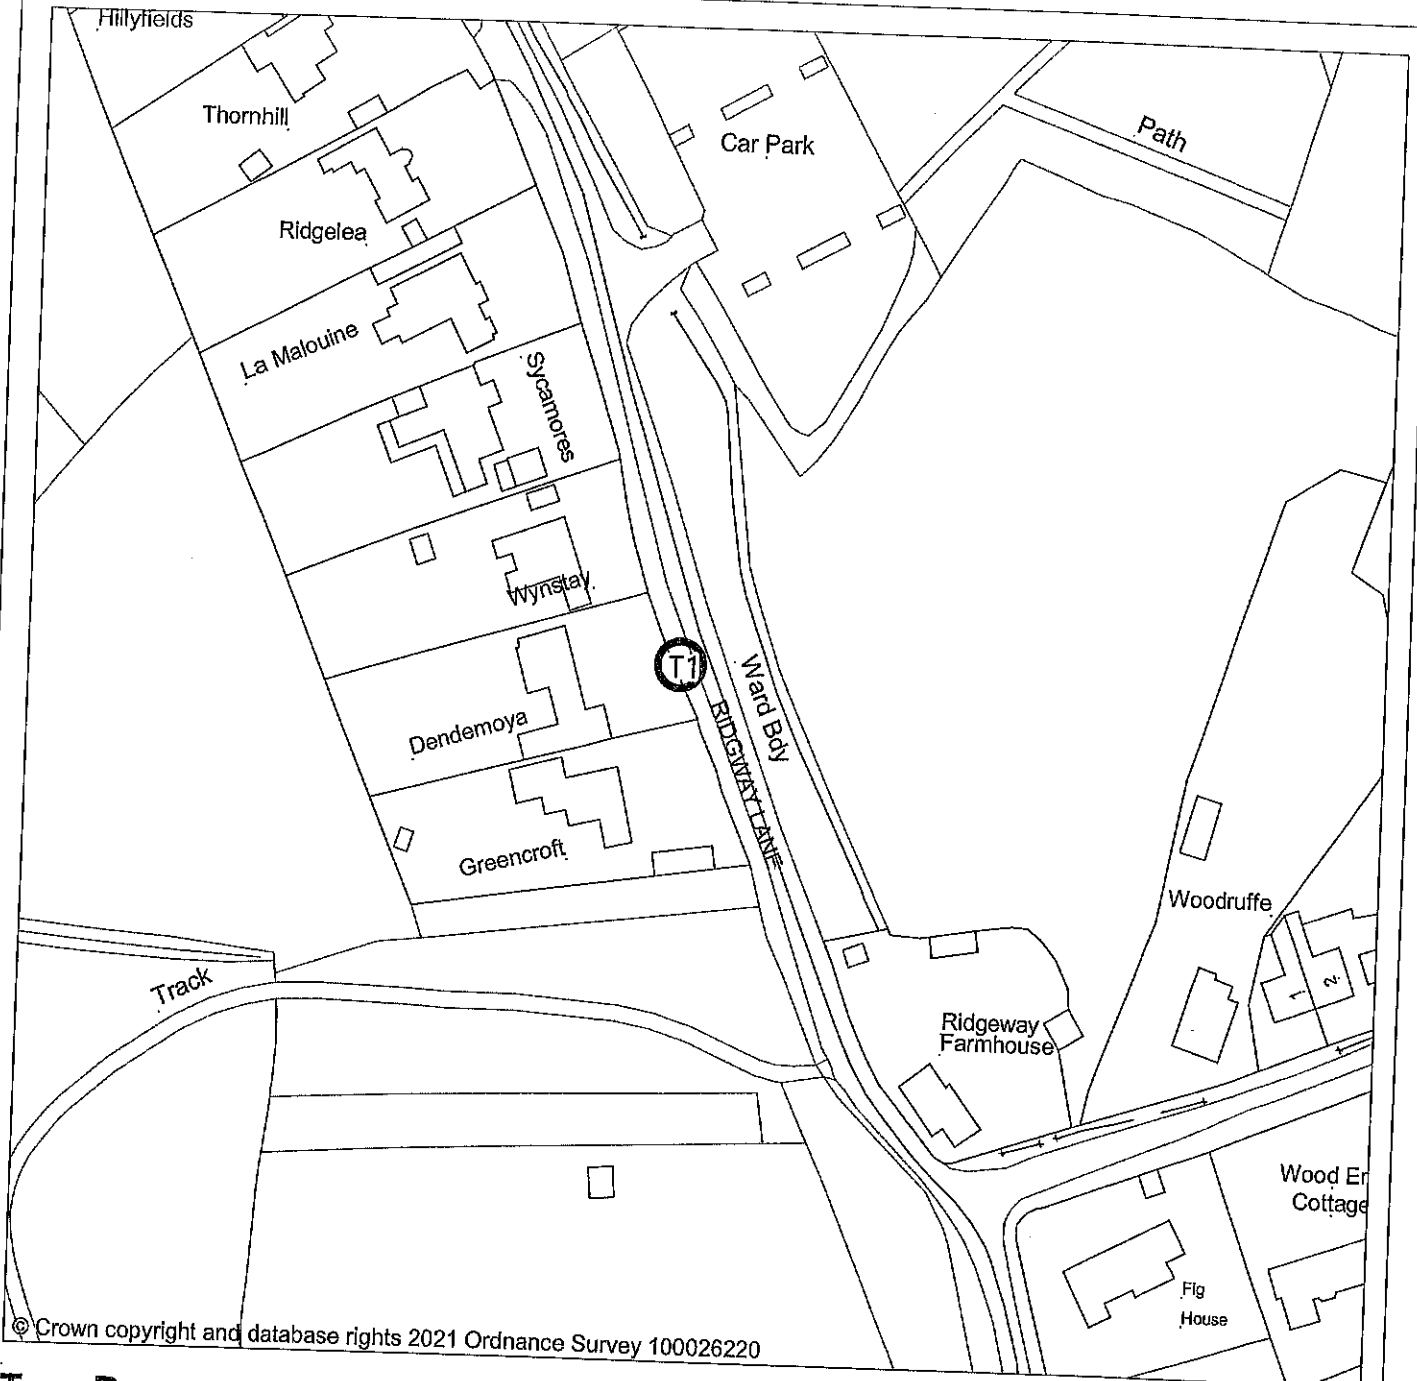 Hillyfields
Thornhill
Car Park
Path
Ridgelea
La Malouine
Sycamores
Wynstay
T1
Ward Bdy
RIDGWAY LANE
Dendemoya
Greencroft
Woodruffe
Track
1
2
Ridgeway
Farmhouse
Wood
Cottage
Fig
House
© Crown copyright and database rights 2021 Ordnance Survey 100026220